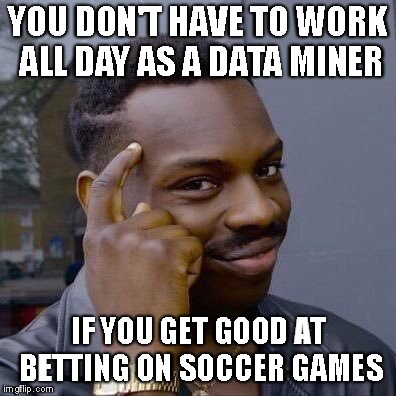 YOU DON'T HAVE TO WORK
ALL DAY AS A DATA MINER
IF YOU GET GOOD AT
BETTING ON SOCCER GAMES
imgflip.com